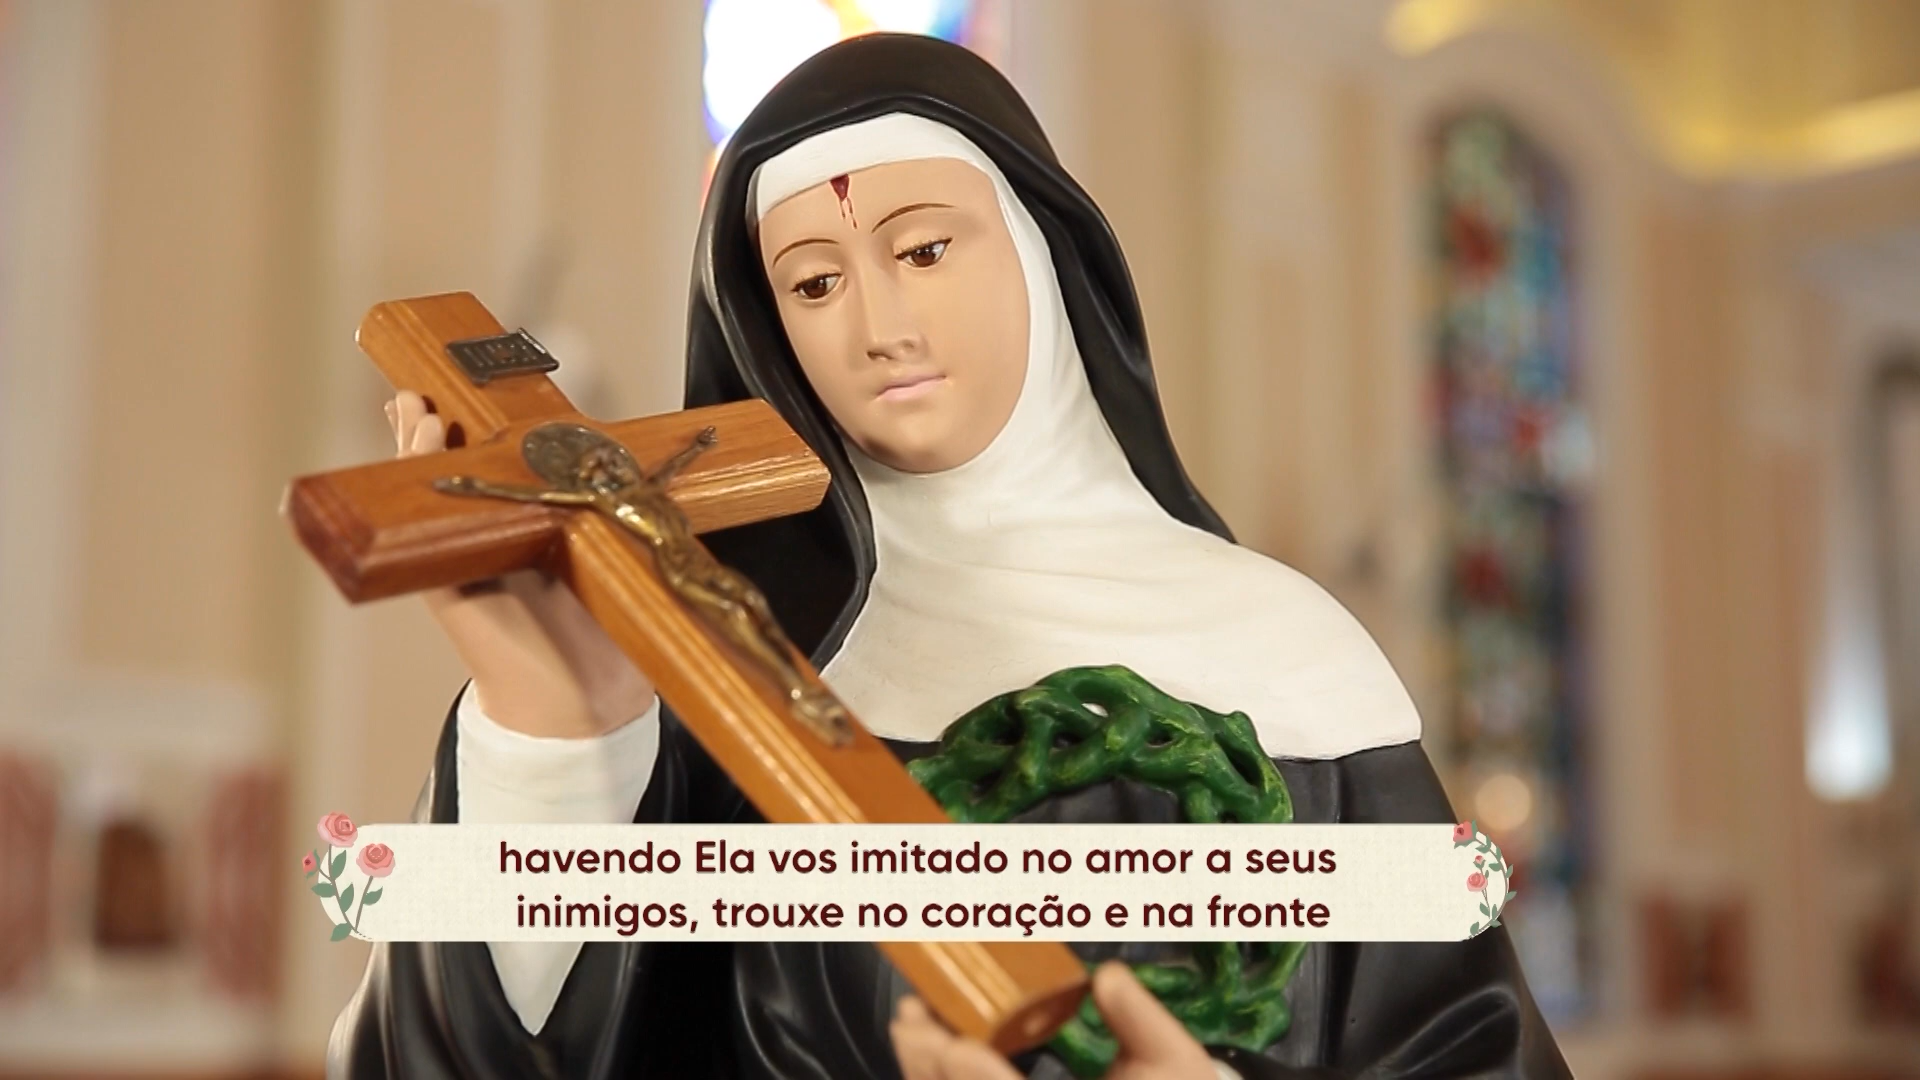 havendo Ela vos imitado no amor a seus
inimigos, trouxe no coração e na fronte